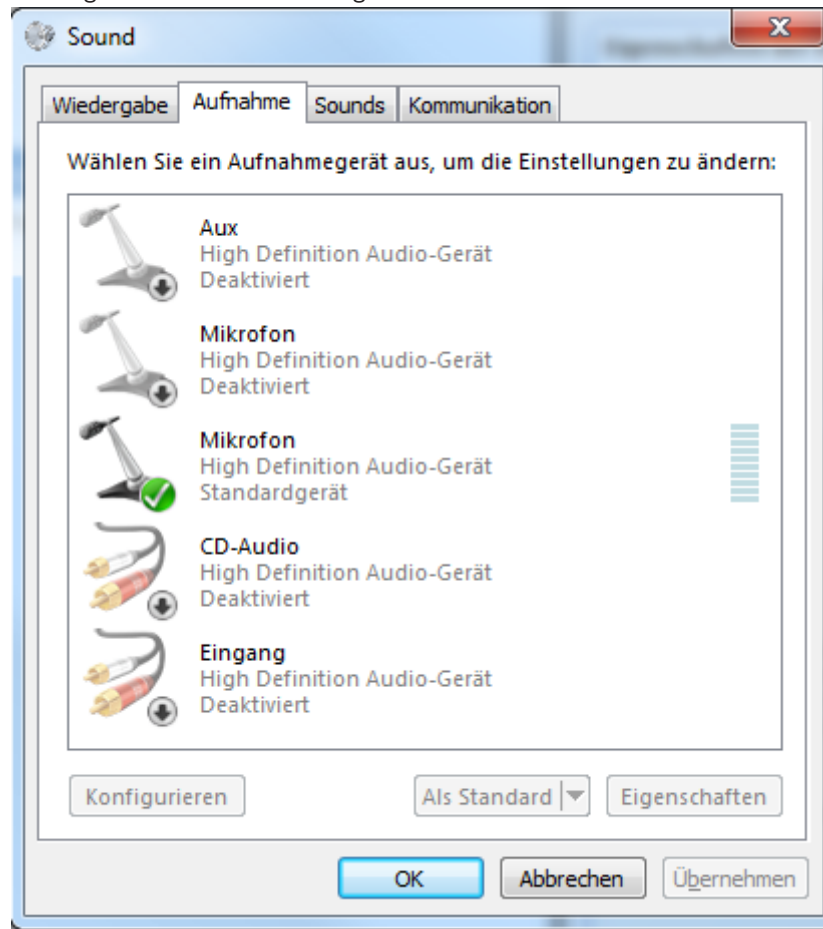 Sound
Wiedergabe Aufnahme Sounds Kommunikation
Wählen Sie ein Aufnahmegerät aus, um die Einstellungen zu ändern:
Aux
High Definition Audio-Gerät
Deaktiviert
Mikrofon
High Definition Audio-Gerät
Deaktiviert
Mikrofon
High Definition Audio-Gerät
Standardgerät
CD-Audio
High Definition Audio-Gerät
Deaktiviert
Eingang
High Definition Audio-Gerät
Deaktiviert
Konfigurieren Als Standard Eigenschaften
OK Abbrechen Übernehmen